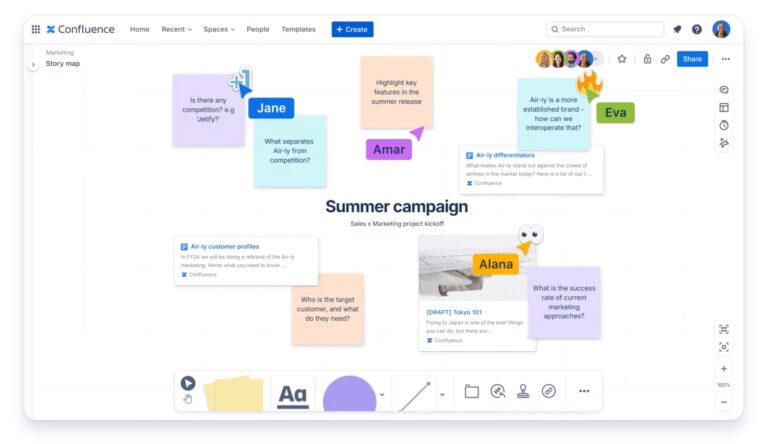 Confluence
Home
Recent
Spaces
People
Templates
+ Create
Search
Marketing
Story map
Share
Is there any
competition? e.g
'Jetify?'
+1
Jane
What separates
Air-ly from
competition?
Highlight key
features in the
summer release
Amar
Air-ly is a more
established brand -
how can we
interoperate that?
Eva
Air-ly differentiators
What makes Air-ly stand out against the crowd of
airlines in the market today? Here is a list of our t ...
Confluence
Summer campaign
Sales x Marketing project kickoff
Air-ly customer profiles
In FY24 we will be doing a rebrand of the Air-ly
marketing. Heres what you need to know ...
Confluence
Who is the target
customer, and what
do they need?
Alana
[DRAFT] Tokyo 101
Flying to Japan is one of the best things
you can do, but there are...
Confluence
What is the success
rate of current
marketing
approaches?
Aa
100%